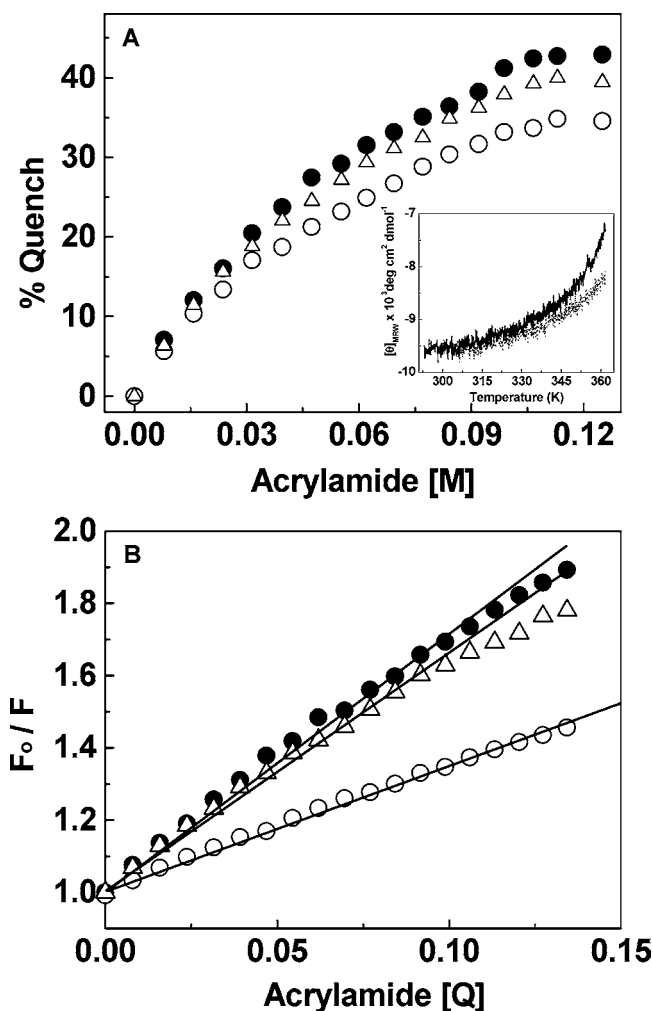 A
40
30
20
10
0
% Quench
0.00 0.03 0.06 0.09 0.12
Acrylamide [M]
-7
-8
-9
-10
[θ]MRW x 10³deg cm² dmol⁻¹
300 315 330 345 360
Temperature (K)
B
2.0
1.8
1.6
1.4
1.2
1.0
Fo / F
0.00 0.05 0.10 0.15
Acrylamide [Q]